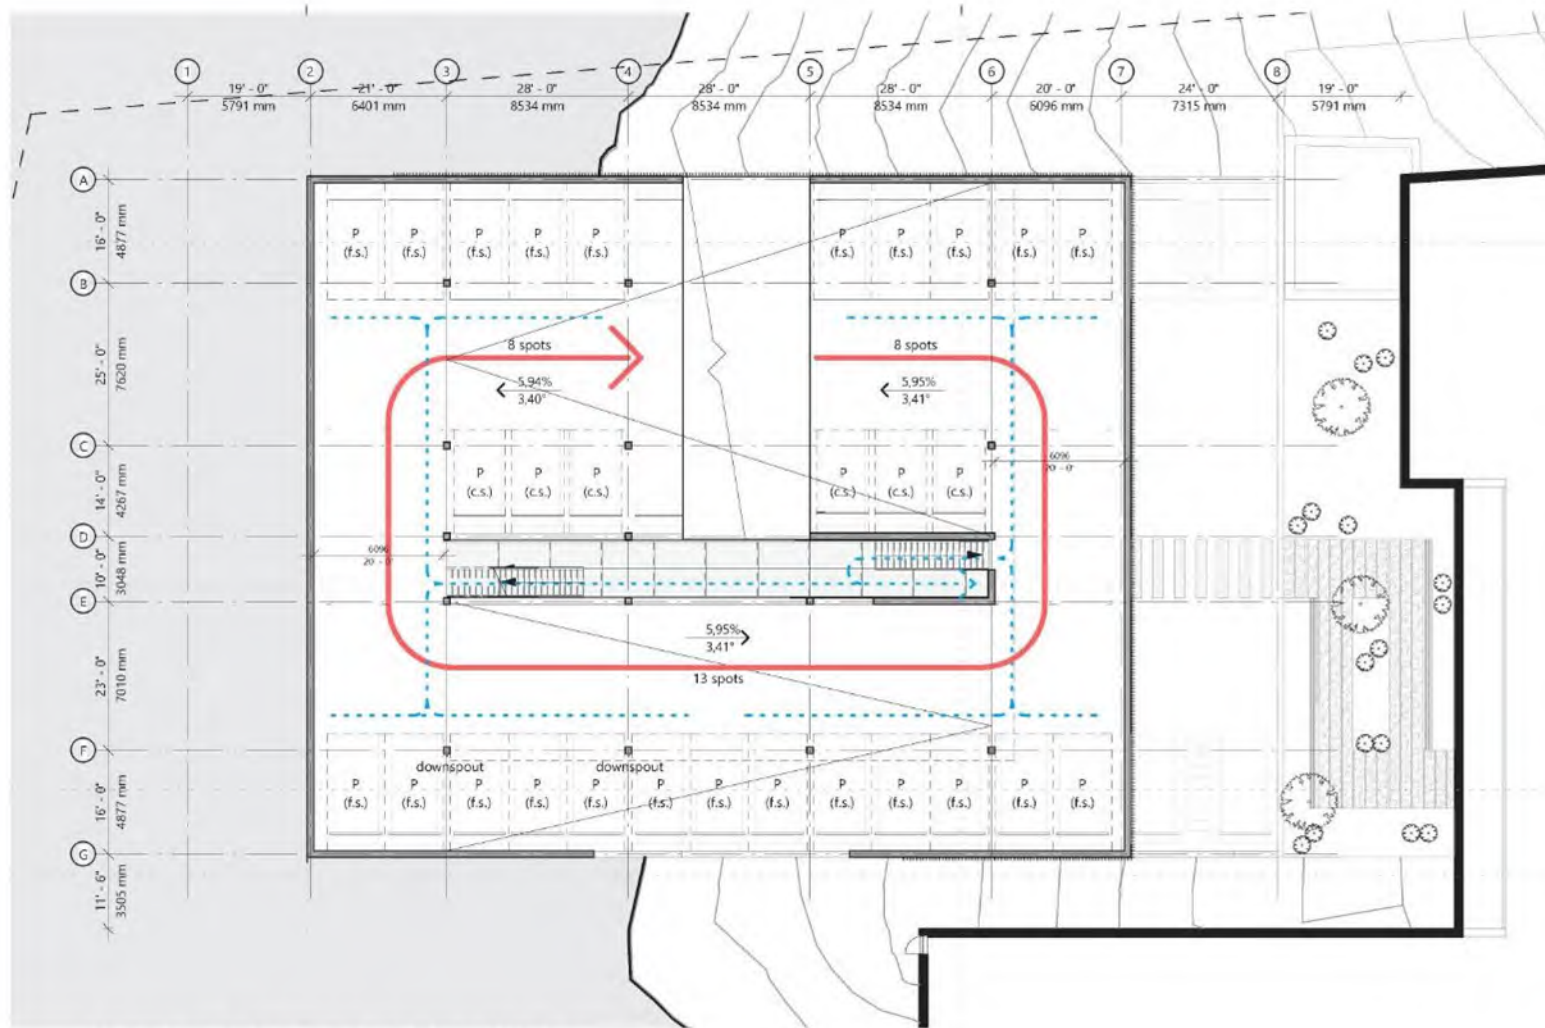 1 2 3 4 5 6 7 8
19' - 0" 21' - 0" 28' - 0" 28' - 0" 28' - 0" 20' - 0" 24' - 0" 19' - 0"
5791 mm 6401 mm 8534 mm 8534 mm 8534 mm 6096 mm 7315 mm 5791 mm
A
16' - 0"
4877 mm
P P P P P P P P P P
(f.s.) (f.s.) (f.s.) (f.s.) (f.s.) (f.s.) (f.s.) (f.s.) (f.s.) (f.s.)
B
25' - 0"
7620 mm
8 spots 8 spots
5,94% 5,95%
3,40° 3,41°
C
14' - 0"
4267 mm
P P P P P P
(c.s.) (c.s.) (c.s.) (c.s.) (c.s.) (c.s.)
6096
20' - 0"
D
10' - 0"
3048 mm
6096
20' - 0"
E
23' - 0"
7010 mm
5,95%
3,41°
13 spots
F
16' - 0"
4877 mm
downspout downspout
P P P P P P P P P P P P P
(f.s.) (f.s.) (f.s.) (f.s.) (f.s.) (f.s.) (f.s.) (f.s.) (f.s.) (f.s.) (f.s.) (f.s.) (f.s.)
G
11' - 6"
3505 mm